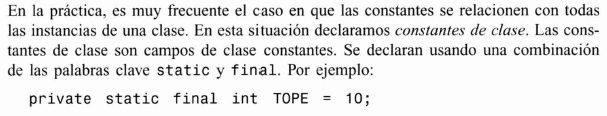 En la práctica, es muy frecuente el caso en que las constantes se relacionen con todas
las instancias de una clase. En esta situación declaramos constantes de clase. Las cons-
tantes de clase son campos de clase constantes. Se declaran usando una combinación
de las palabras clave static y final. Por ejemplo:
private static final int TOPE = 10;